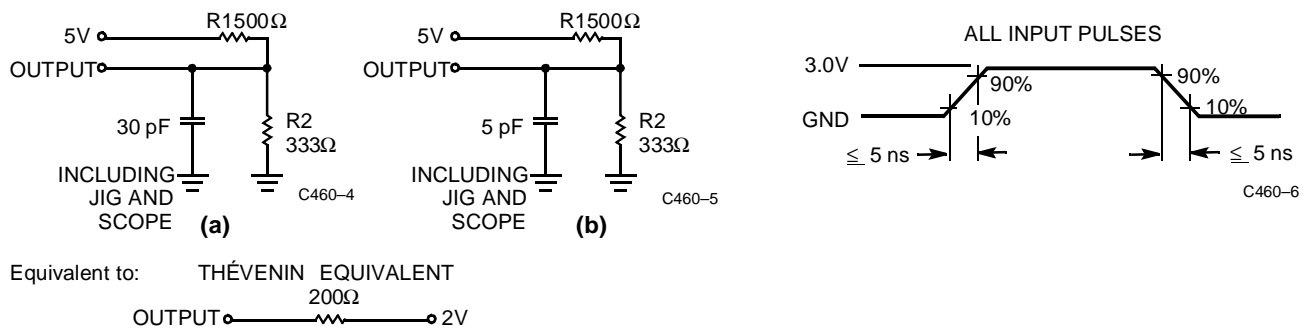 R1500Ω
5V
OUTPUT
30 pF
R2
333Ω
INCLUDING
JIG AND
SCOPE
(a)
C460–4
R1500Ω
5V
OUTPUT
5 pF
R2
333Ω
INCLUDING
JIG AND
SCOPE
(b)
C460–5
ALL INPUT PULSES
3.0V
90%
90%
10%
10%
GND
≤ 5 ns
≤ 5 ns
C460–6
Equivalent to: THÉVENIN EQUIVALENT
200Ω
OUTPUT
2V